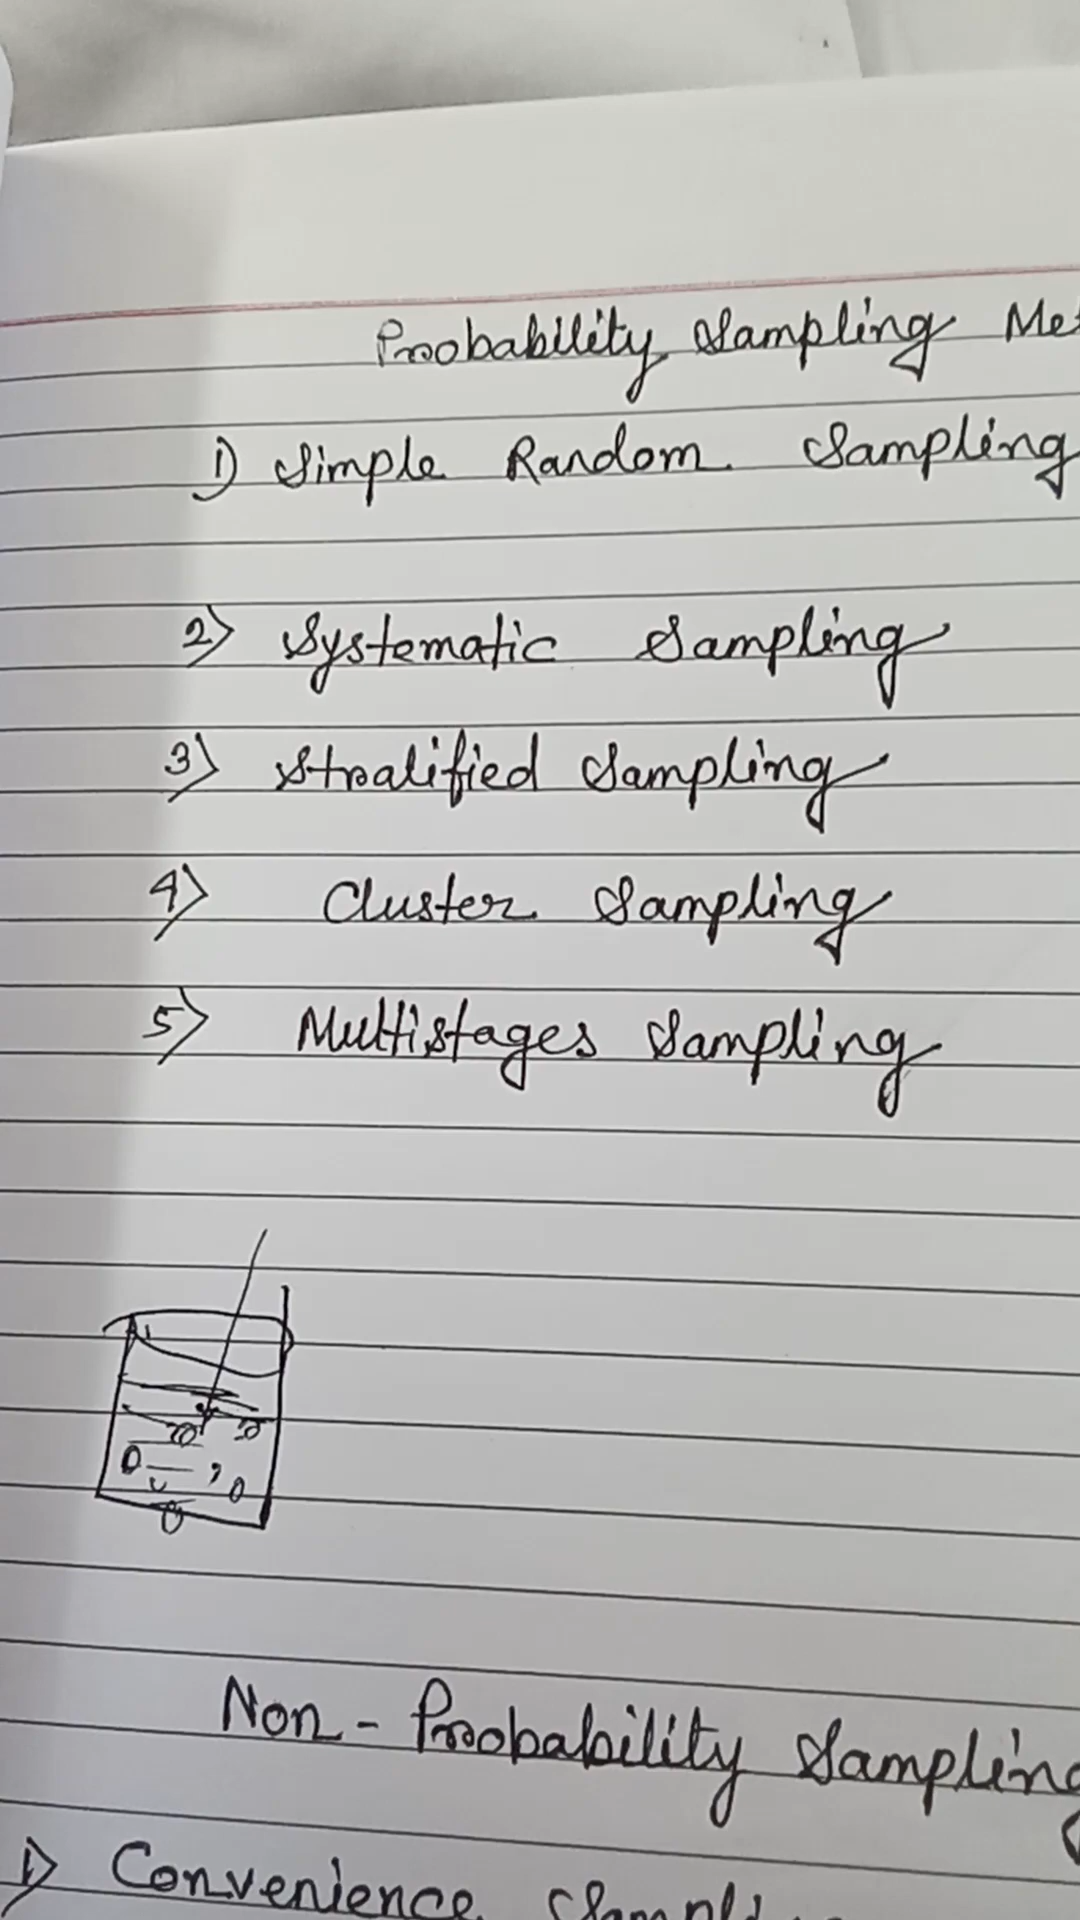 Probability Sampling
1) Simple Random Sampling
2) Systematic Sampling
3) Stratified Sampling
4) Cluster Sampling
5) Multistages Sampling
Non - Probability Sampling
1) Convenience